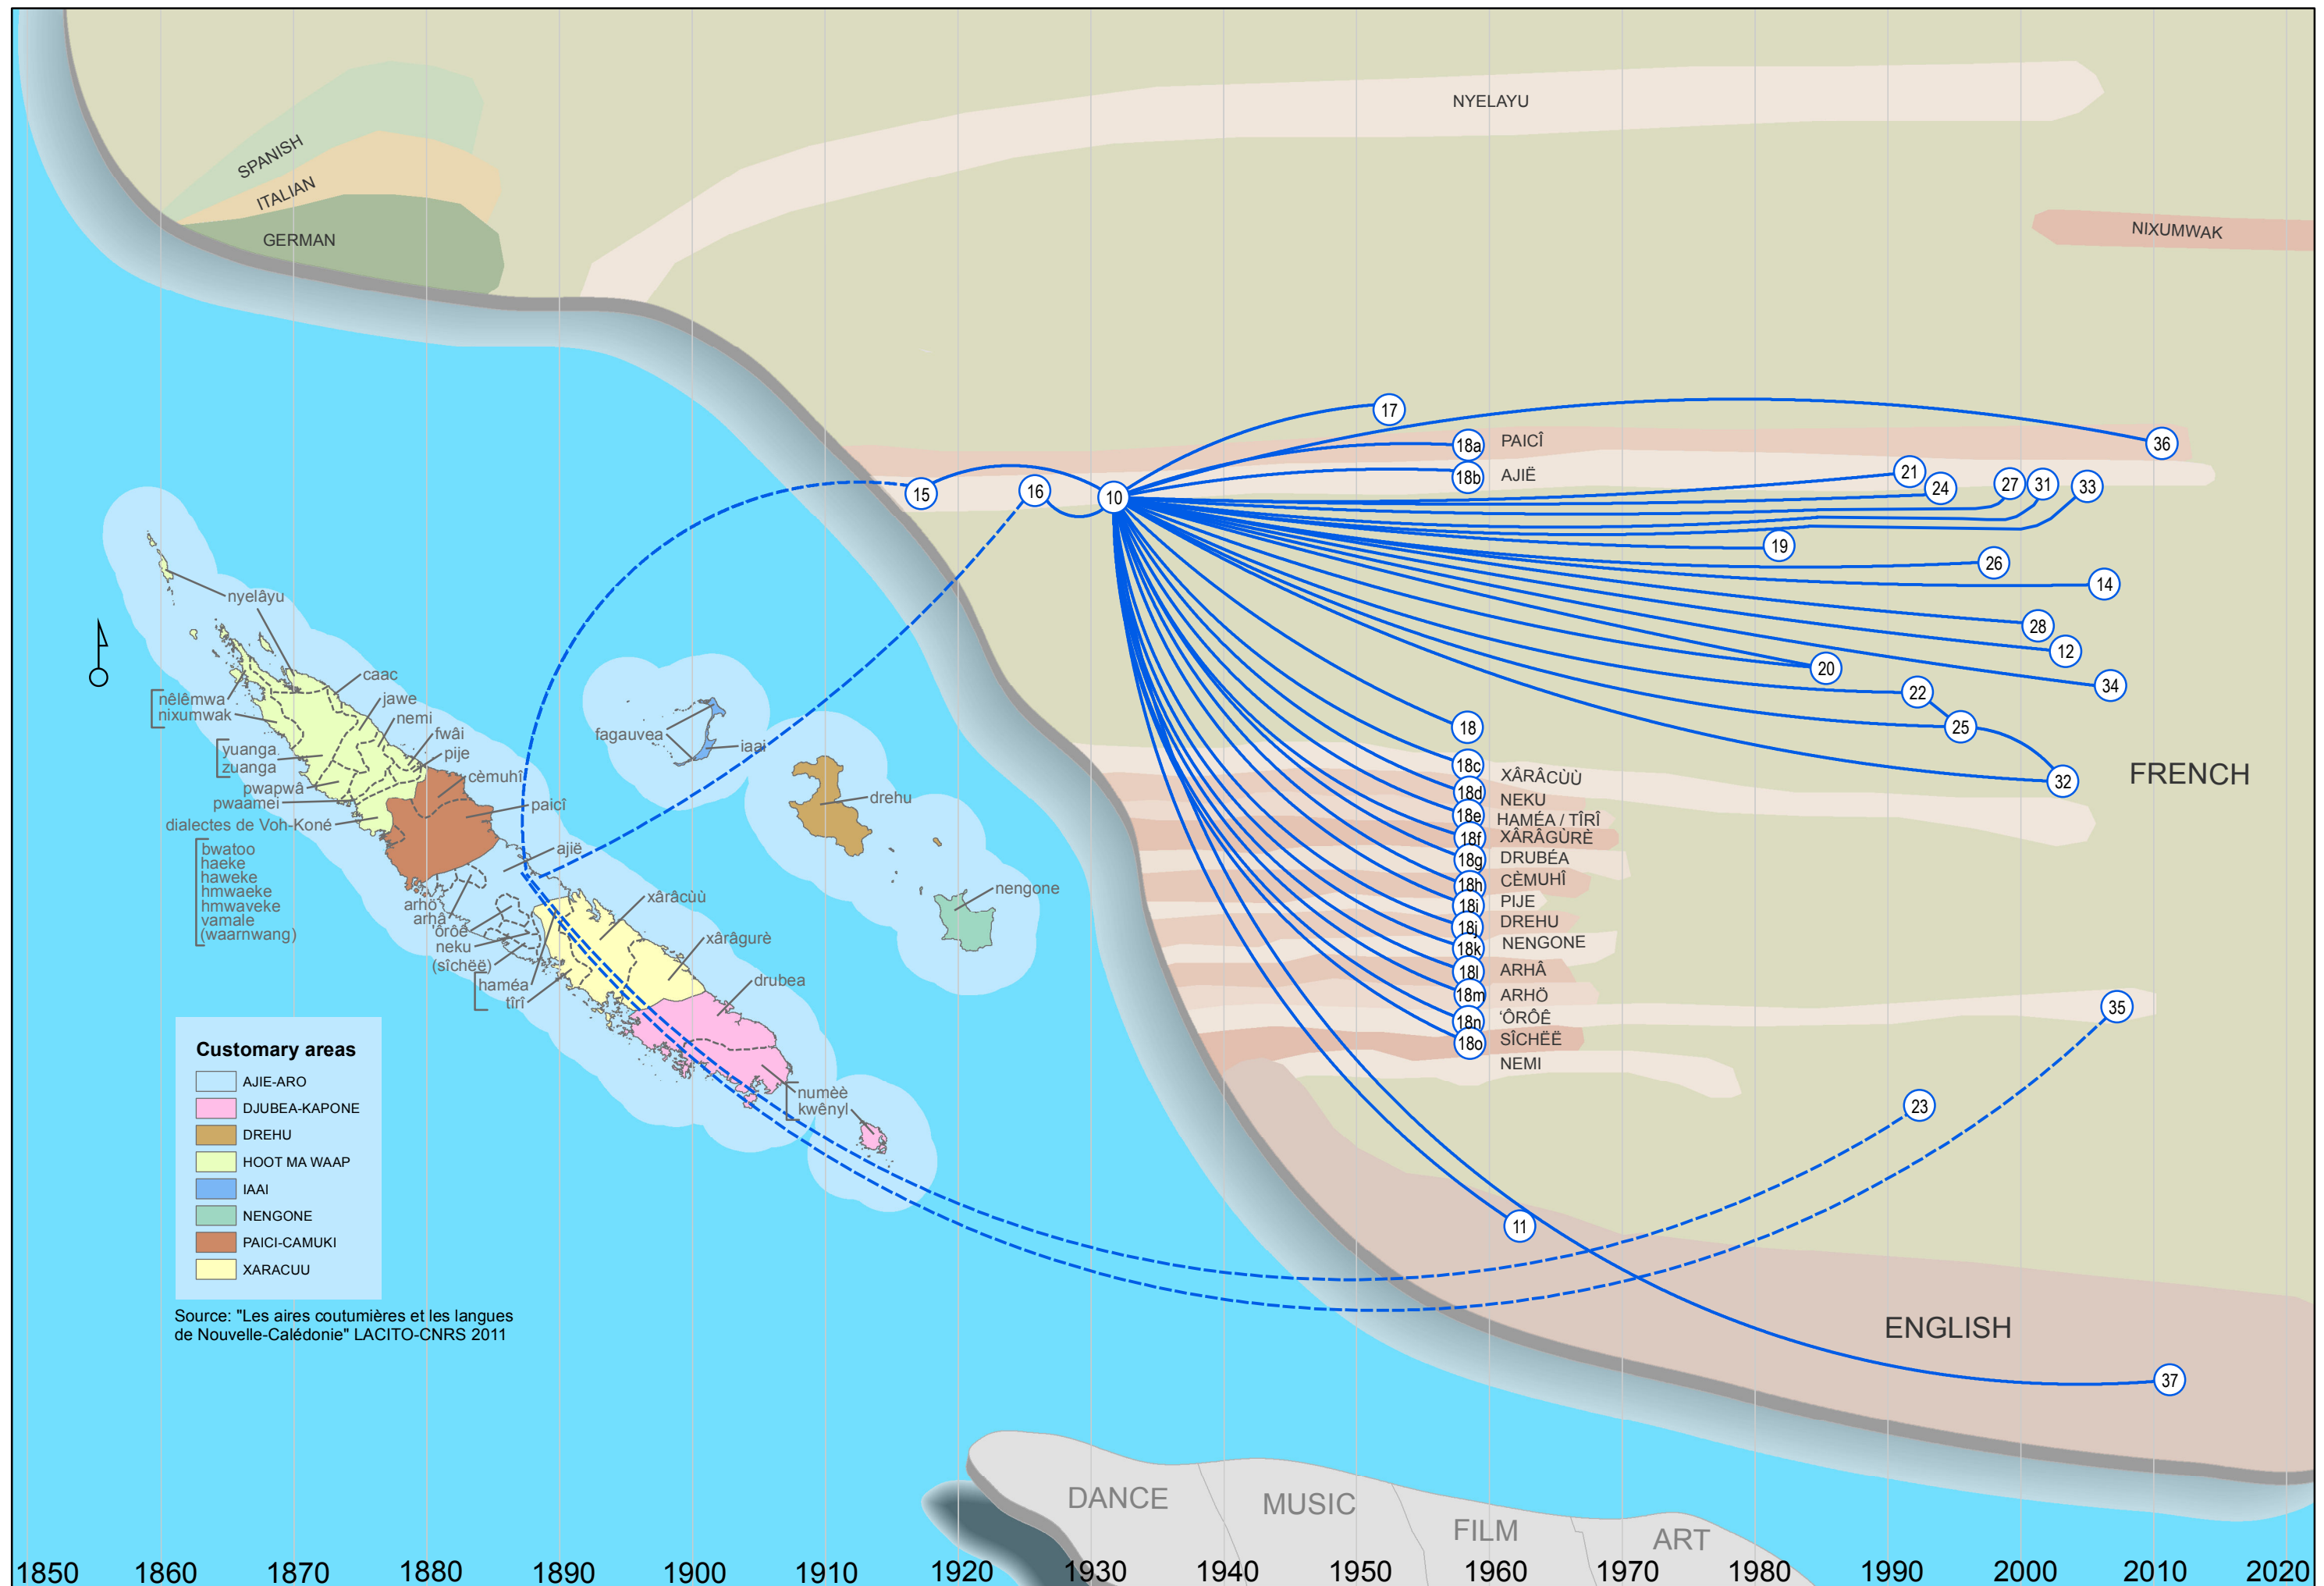 NYELAYU
SPANISH
ITALIAN
GERMAN
NIXUMWAK
17
18a
PAICÎ
36
18b
AJIË
21
15
16
10
24
27
31
33
19
26
14
28
12
20
34
22
25
18
32
FRENCH
18c
XÂRÂCÙÙ
18d
NEKU
18e
HAMÉA / TÎRÎ
18f
XÂRÂGÙRÈ
18g
DRUBÉA
18h
CÈMUHÎ
18i
PIJE
18j
DREHU
18k
NENGONE
18l
ARHÂ
18m
ARHÖ
18n
'ÔRÔÊ
18o
SÎCHËË
NEMI
35
23
11
ENGLISH
37
nyelâyu
caac
nêlêmwa
nixumwak
jawe
nemi
fwâi
yuanga
zuanga
pije
pwapwâ
pwaamei
cèmuhî
paicî
dialectes de Voh-Koné
bwatoo
haeke
haweke
hmwaeke
hmwaveke
vamale
(waarnwang)
ajië
arhö
arhâ
'ôrôê
neku
(sîchëë)
haméa
tîrî
xârâcùù
xârâgurè
drubea
numèè
kwênyI
fagauvea
iaai
drehu
nengone
Customary areas
AJIE-ARO
DJUBEA-KAPONE
DREHU
HOOT MA WAAP
IAAI
NENGONE
PAICI-CAMUKI
XARACUU
Source: "Les aires coutumières et les langues
de Nouvelle-Calédonie" LACITO-CNRS 2011
DANCE
MUSIC
FILM
ART
1850 1860 1870 1880 1890 1900 1910 1920 1930 1940 1950 1960 1970 1980 1990 2000 2010 2020